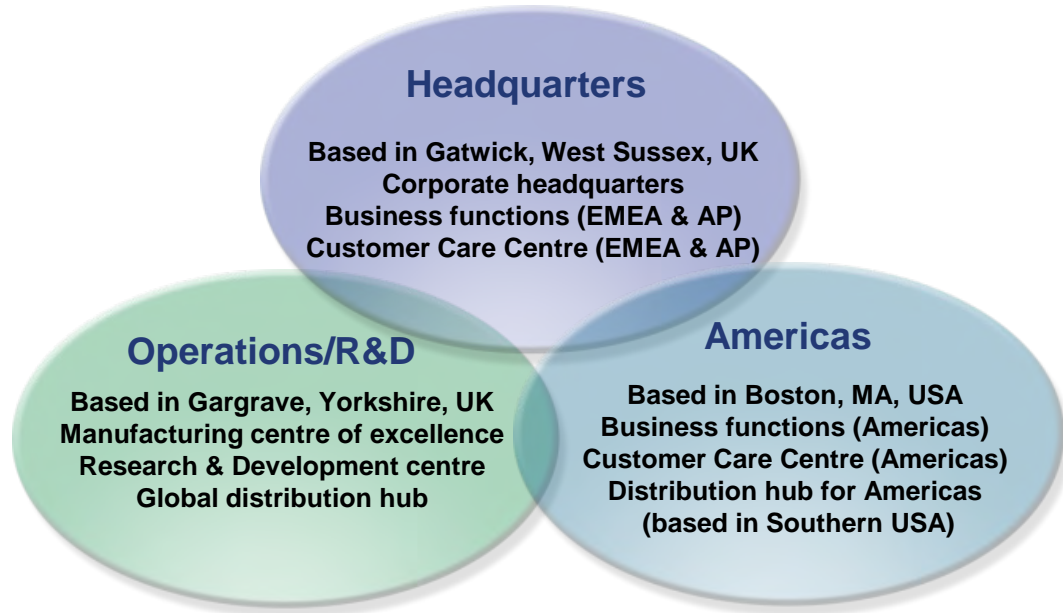 Headquarters
Based in Gatwick, West Sussex, UK
Corporate headquarters
Business functions (EMEA & AP)
Customer Care Centre (EMEA & AP)
Operations/R&D
Based in Gargrave, Yorkshire, UK
Manufacturing centre of excellence
Research & Development centre
Global distribution hub
Americas
Based in Boston, MA, USA
Business functions (Americas)
Customer Care Centre (Americas)
Distribution hub for Americas
(based in Southern USA)